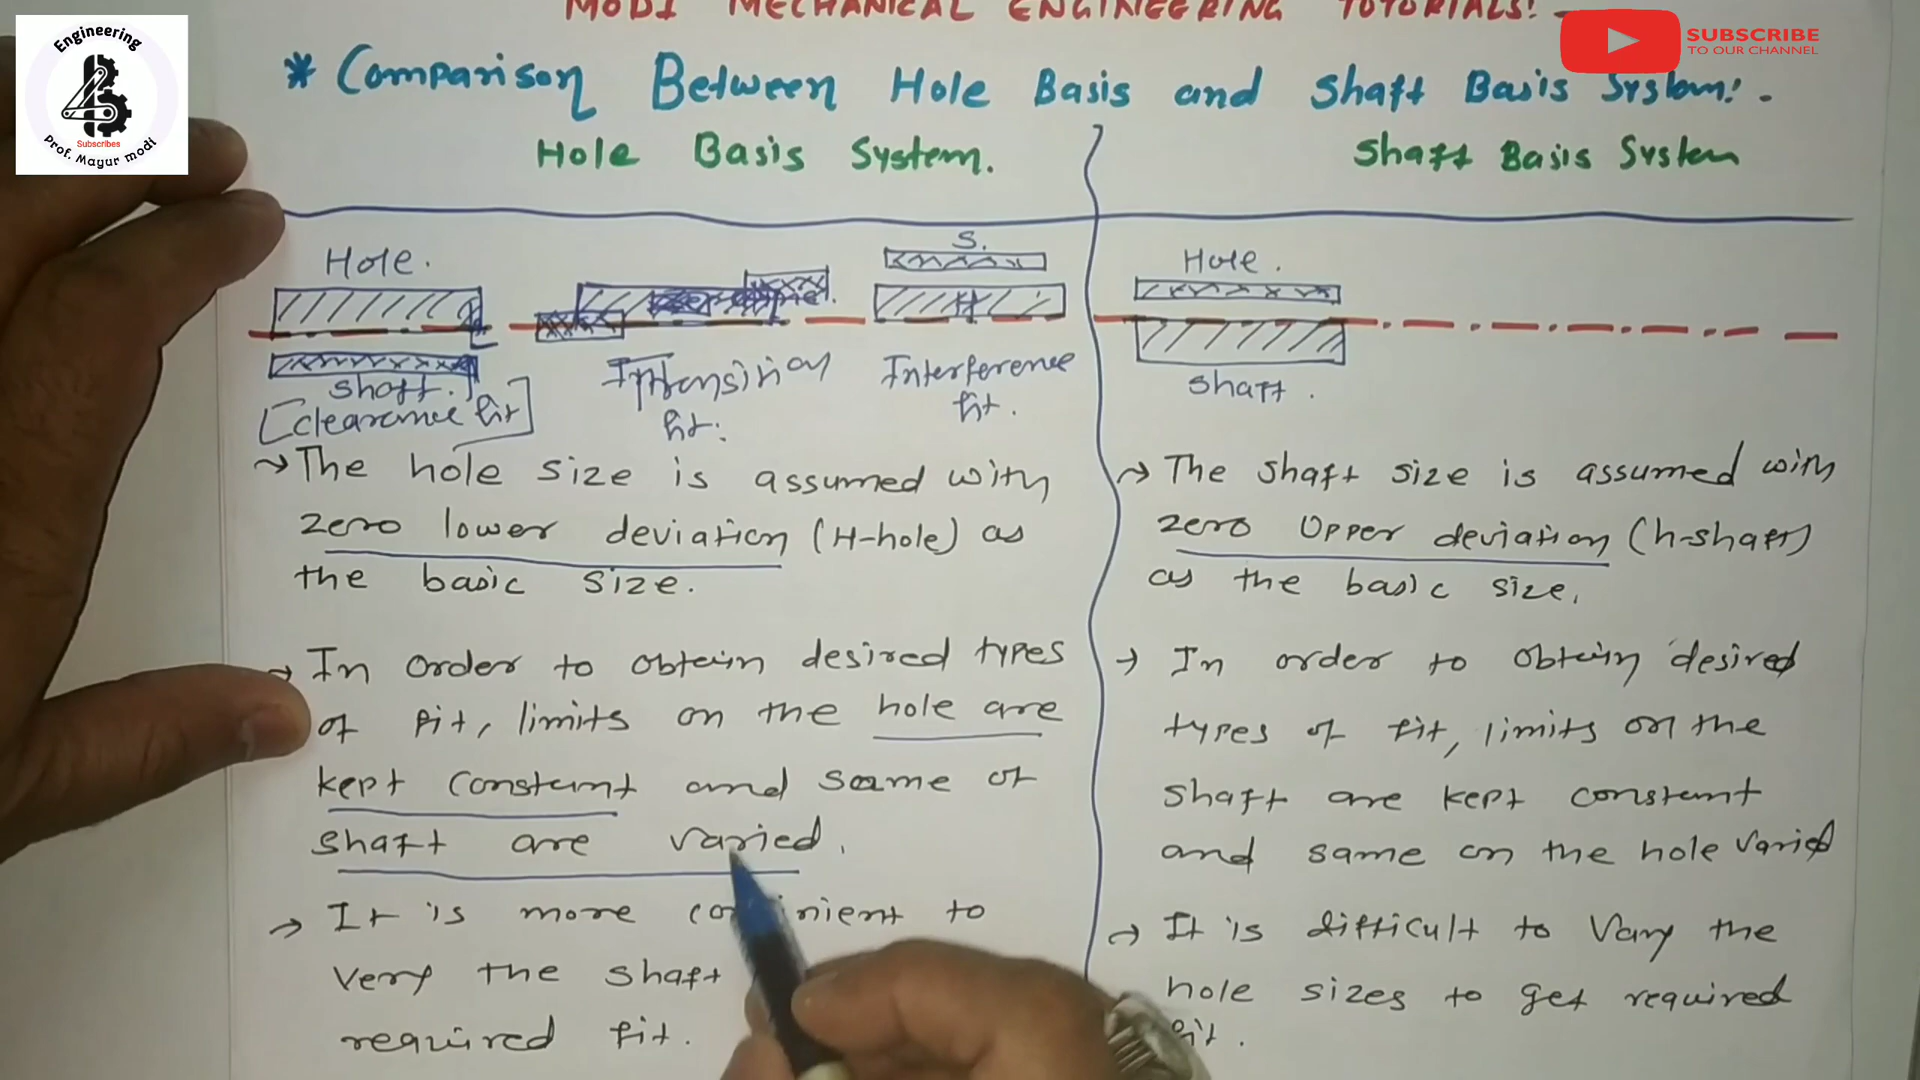 MODI MECHANICAL ENGINEERING TUTORIALS!
Engineering
Subscribes
Prof. Mayur modi
SUBSCRIBE
TO OUR CHANNEL
* Comparison Between Hole Basis and Shaft Basis System:-
Hole Basis System.
Hole.
shaft.
[clearance fit]
fit.
S.
Interference
fit.
→ The hole size is assumed with
zero lower deviation (H-hole) as
the basic size.
→ In order to obtain desired types
of fit, limits on the hole are
kept constant and same of
shaft are varied.
→ It is more
to
very the shaft
required fit.
Shaft Basis System
Hole.
shaft.
→ The shaft size is assumed with
zero Upper deviation (h-shaft)
as the basic size.
→ In order to obtain desired
types of fit, limits on the
shaft are kept constant
and same on the hole varied
→ It is difficult to vary the
hole sizes to get required
fit.